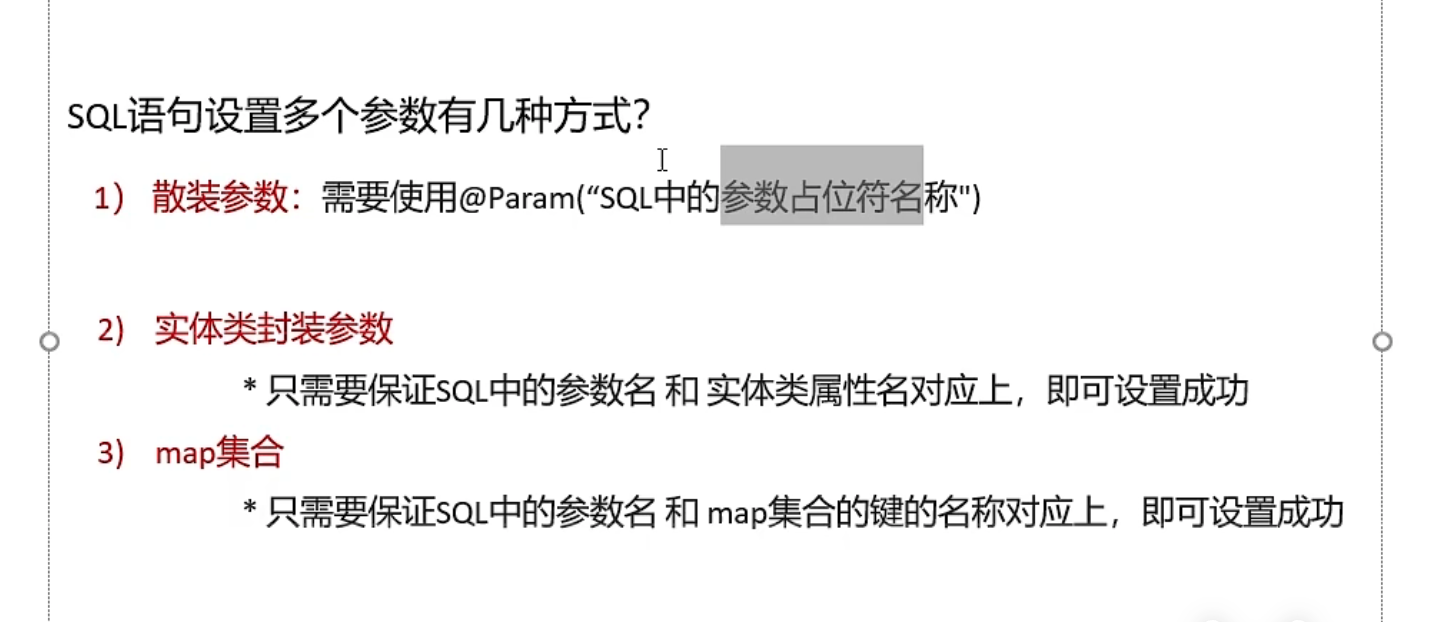 SQL语句设置多个参数有几种方式？
1） 散装参数：需要使用@Param(“SQL中的参数占位符名称")
2) 实体类封装参数
* 只需要保证SQL中的参数名 和 实体类属性名对应上，即可设置成功
3) map集合
* 只需要保证SQL中的参数名 和 map集合的键的名称对应上，即可设置成功